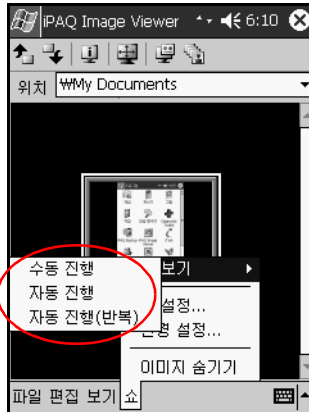 iPAQ Image Viewer 6:10
위치 ₩My Documents
수동 진행
자동 진행
자동 진행(반복)
보기
설정...
설정...
이미지 숨기기
파일 편집 보기 쇼